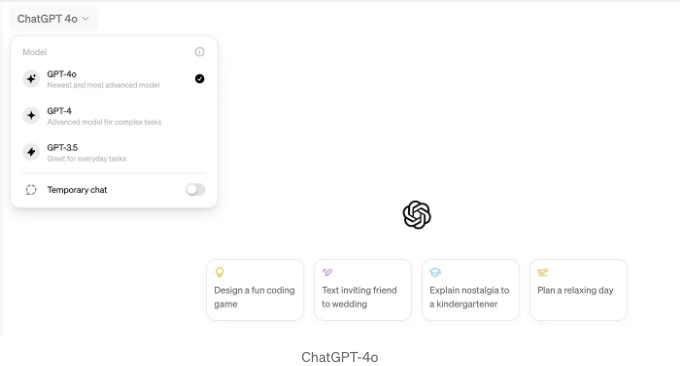 ChatGPT 4o
Model
GPT-4o
Newest and most advanced model
GPT-4
Advanced model for complex tasks
GPT-3.5
Great for everyday tasks
Temporary chat
Design a fun coding
game
Text inviting friend
to wedding
Explain nostalgia to
a kindergartener
Plan a relaxing day
ChatGPT-4o